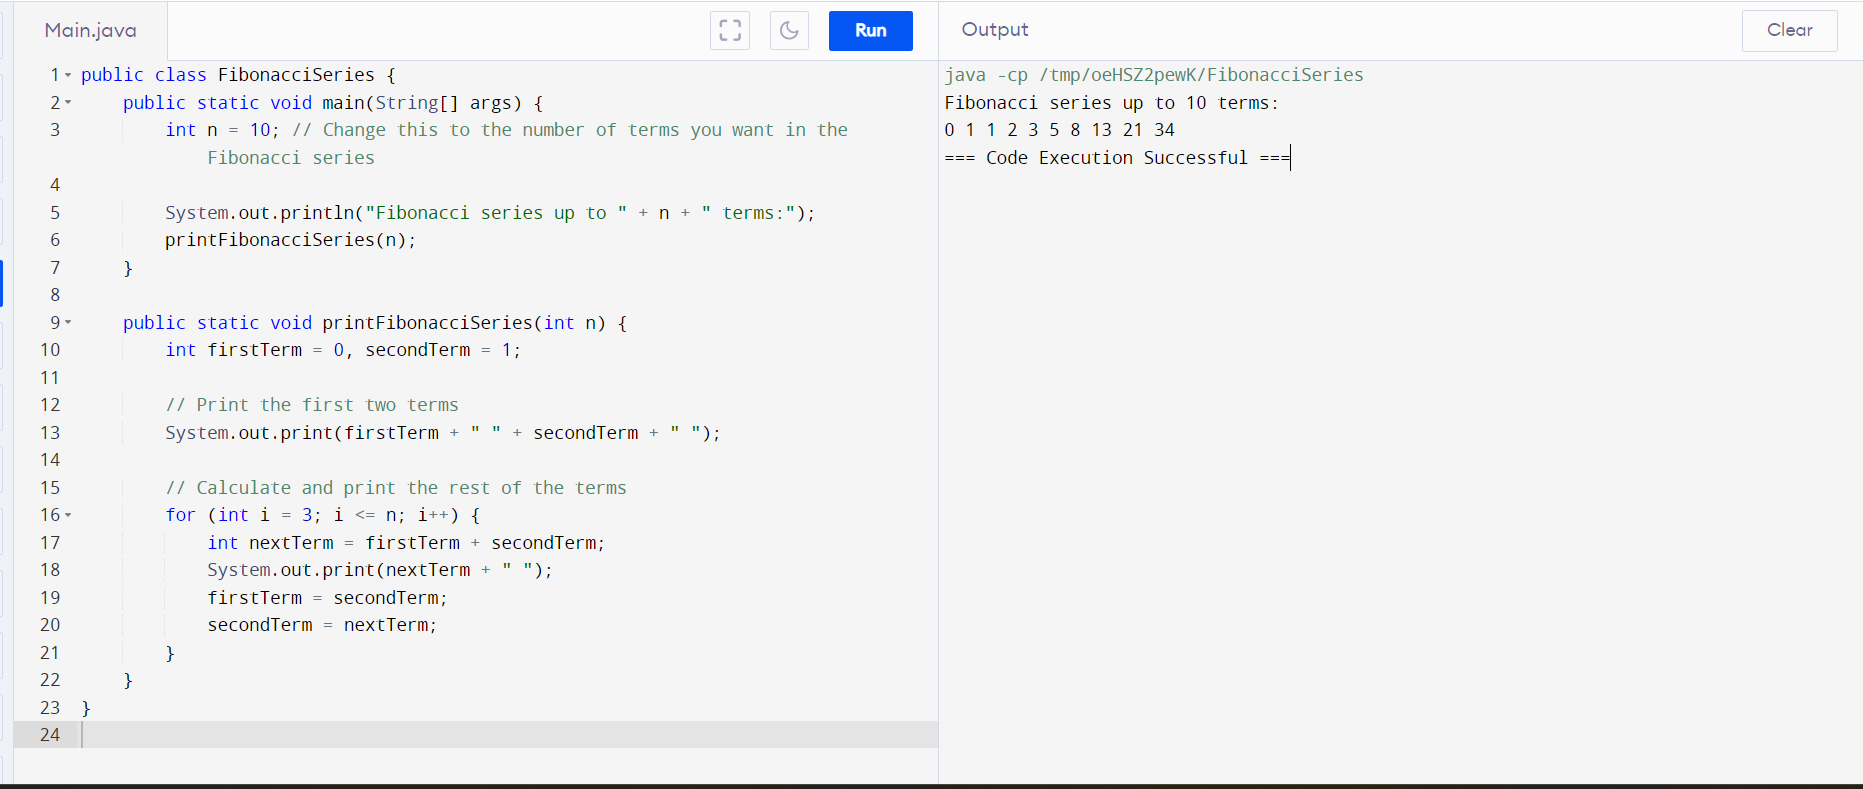 Main.java
Run
1 public class FibonacciSeries {
2     public static void main(String[] args) {
3         int n = 10; // Change this to the number of terms you want in the
            Fibonacci series
4
5         System.out.println("Fibonacci series up to " + n + " terms:");
6         printFibonacciSeries(n);
7     }
8
9     public static void printFibonacciSeries(int n) {
10         int firstTerm = 0, secondTerm = 1;
11
12         // Print the first two terms
13         System.out.print(firstTerm + " " + secondTerm + " ");
14
15         // Calculate and print the rest of the terms
16         for (int i = 3; i <= n; i++) {
17             int nextTerm = firstTerm + secondTerm;
18             System.out.print(nextTerm + " ");
19             firstTerm = secondTerm;
20             secondTerm = nextTerm;
21         }
22     }
23 }
24
Output
Clear
java -cp /tmp/oeHSZ2pewK/FibonacciSeries
Fibonacci series up to 10 terms:
0 1 1 2 3 5 8 13 21 34
=== Code Execution Successful ===